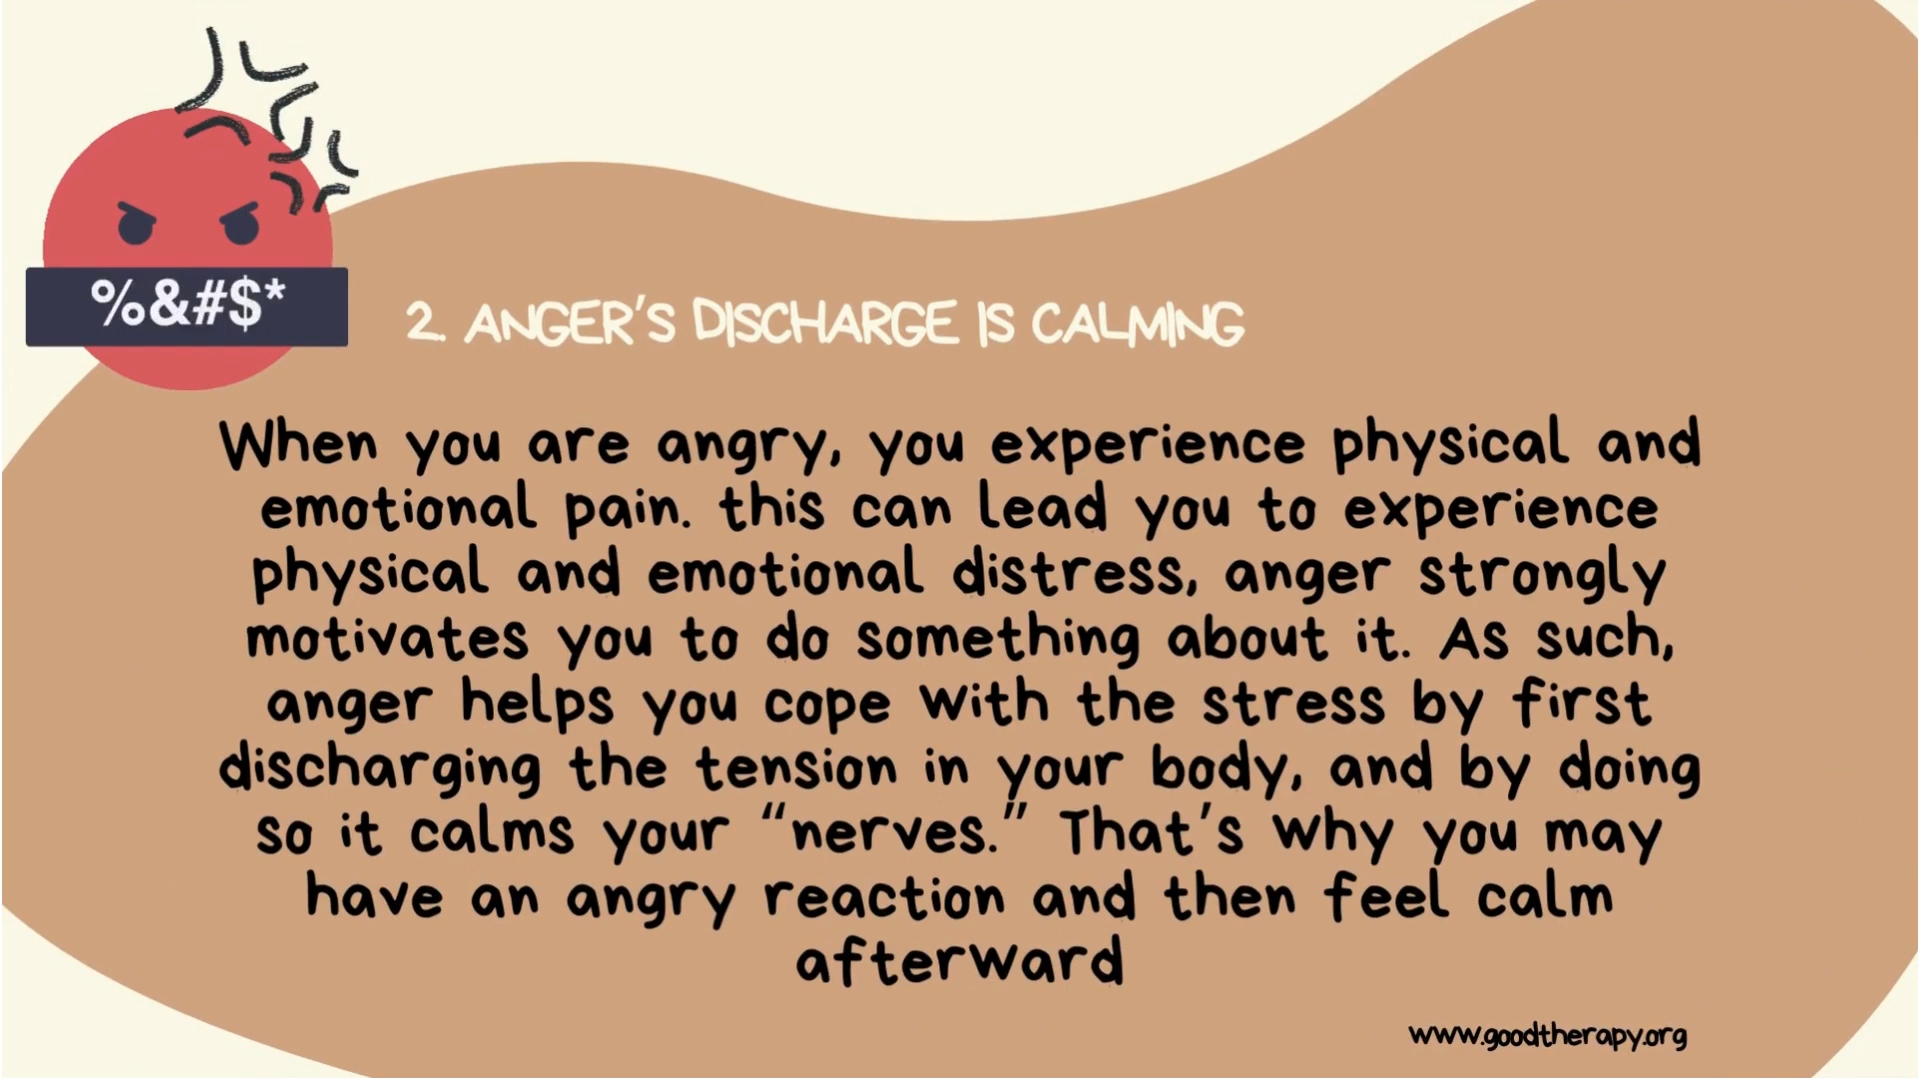 %&#$*
2. ANGER'S DISCHARGE IS CALMING
When you are angry, you experience physical and
emotional pain. this can lead you to experience
physical and emotional distress, anger strongly
motivates you to do something about it. As such,
anger helps you cope with the stress by first
discharging the tension in your body, and by doing
so it calms your “nerves.” That's why you may
have an angry reaction and then feel calm
afterward
www.goodtherapy.org